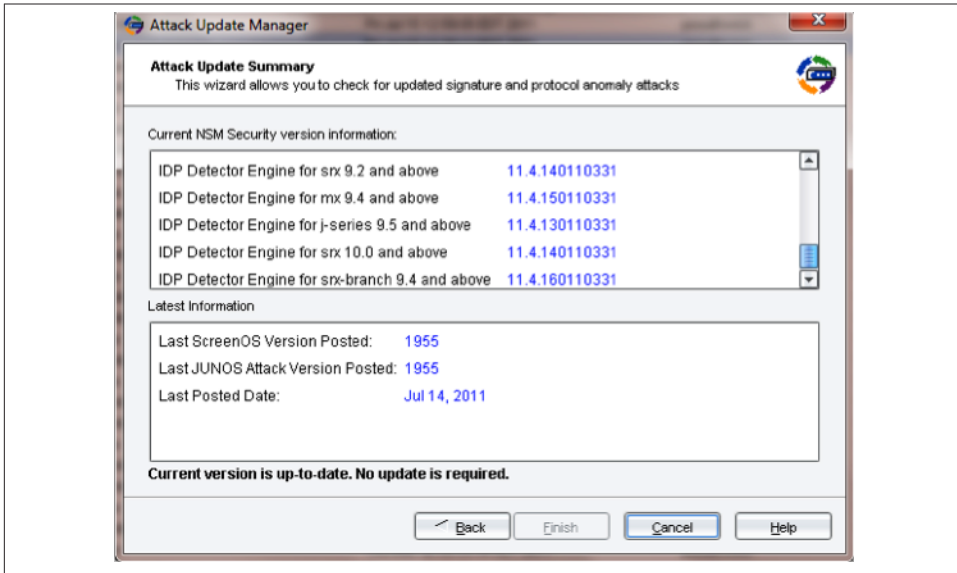 Attack Update Manager
Attack Update Summary
This wizard allows you to check for updated signature and protocol anomaly attacks
Current NSM Security version information:
IDP Detector Engine for srx 9.2 and above 11.4.140110331
IDP Detector Engine for mx 9.4 and above 11.4.150110331
IDP Detector Engine for j-series 9.5 and above 11.4.130110331
IDP Detector Engine for srx 10.0 and above 11.4.140110331
IDP Detector Engine for srx-branch 9.4 and above 11.4.160110331
Latest Information
Last ScreenOS Version Posted: 1955
Last JUNOS Attack Version Posted: 1955
Last Posted Date: Jul 14, 2011
Current version is up-to-date. No update is required.
Back Finish Cancel Help